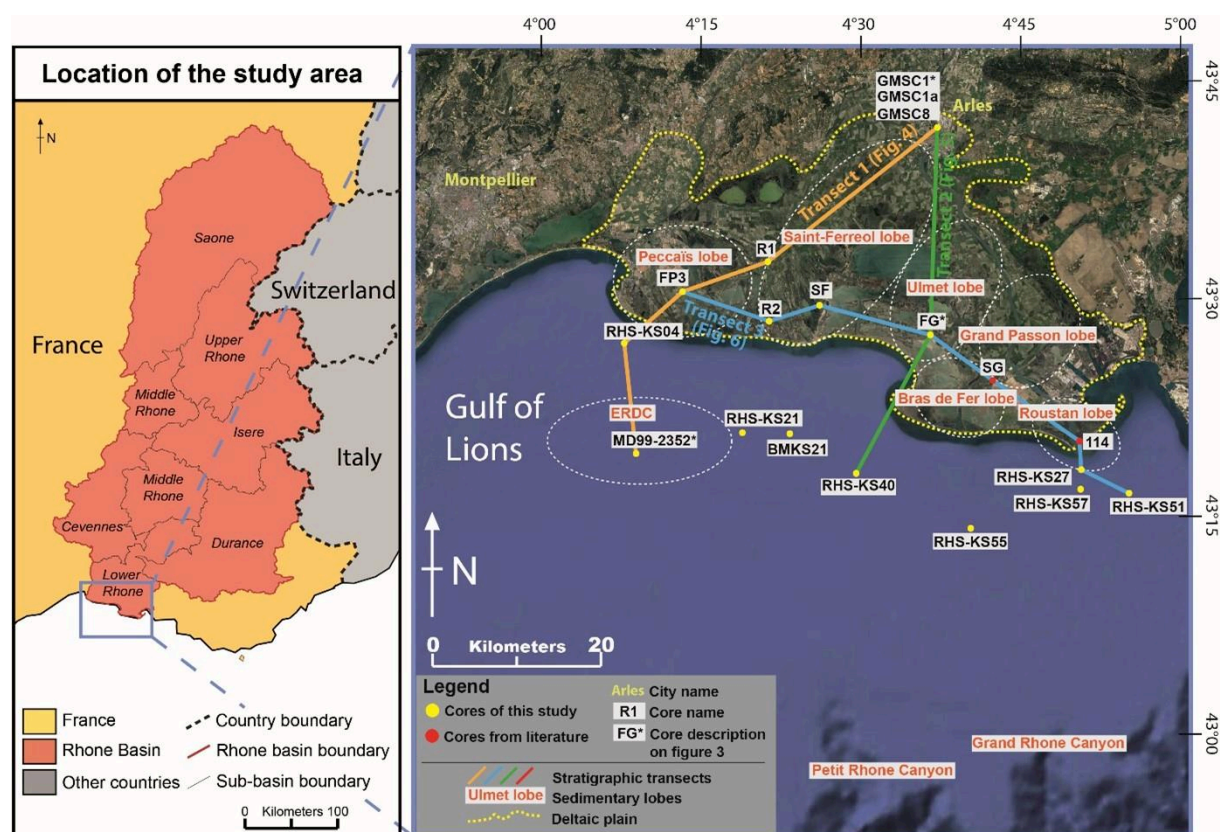 Location of the study area
N
Saone
Switzerland
France
Upper
Rhone
Middle
Rhone
Isere
Italy
Middle
Rhone
Cevennes
Durance
Lower
Rhone
France
Rhone Basin
Other countries
Country boundary
Rhone basin boundary
Sub-basin boundary
0 Kilometers 100
4°00
4°15
4°30
4°45
5°00
43°45
43°30
43°15
43°00
GMSC1*
GMSC1a
GMSC8
Arles
Montpellier
Transect 1 (Fig. 4)
Transect 2 (Fig.
Saint-Ferreol lobe
R1
Peccaïs lobe
FP3
SF
Ulmet lobe
R2
Transect 3
(Fig. 6)
FG*
RHS-KS04
Grand Passon lobe
SG
Bras de Fer lobe
Roustan lobe
Gulf of
Lions
ERDC
RHS-KS21
MD99-2352*
BMKS21
114
RHS-KS27
RHS-KS40
RHS-KS57
RHS-KS51
RHS-KS55
N
0 Kilometers 20
Legend
Cores of this study
Cores from literature
Arles City name
R1 Core name
FG* Core description
on figure 3
Stratigraphic transects
Ulmet lobe Sedimentary lobes
Deltaic plain
Grand Rhone Canyon
Petit Rhone Canyon